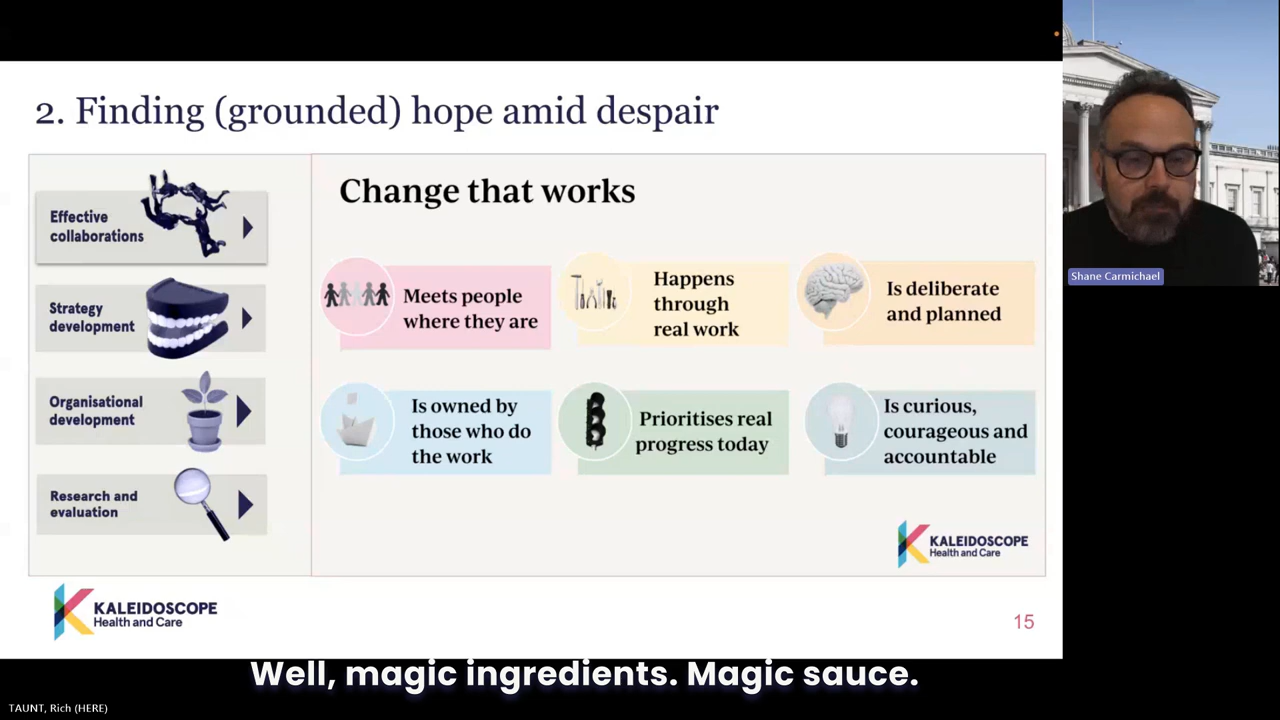 2. Finding (grounded) hope amid despair
Effective
collaborations
Strategy
development
Organisational
development
Research and
evaluation
Change that works
Meets people
where they are
Happens
through
real work
Is deliberate
and planned
Is owned by
those who do
the work
Prioritises real
progress today
Is curious,
courageous and
accountable
KALEIDOSCOPE
Health and Care
KALEIDOSCOPE
Health and Care
15
Shane Carmichael
Well, magic ingredients. Magic sauce.
TAUNT, Rich (HERE)